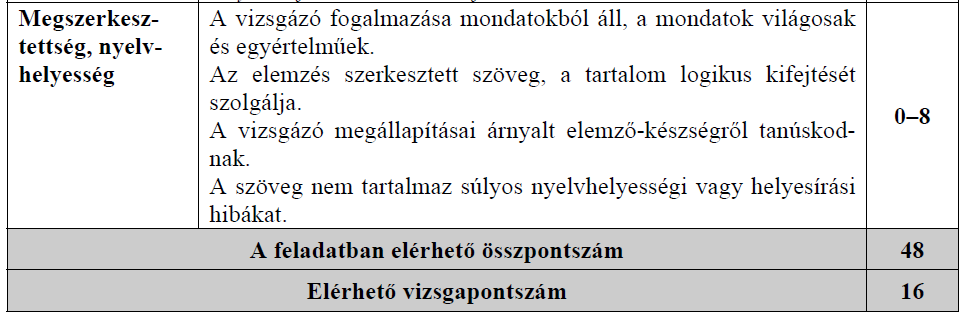 Megszerkesz-
tettség, nyelv-
helyesség
A vizsgázó fogalmazása mondatokból áll, a mondatok világosak
és egyértelműek.
Az elemzés szerkesztett szöveg, a tartalom logikus kifejtését
szolgálja.
A vizsgázó megállapításai árnyalt elemző-készségről tanúskod-
nak.
A szöveg nem tartalmaz súlyos nyelvhelyességi vagy helyesírási
hibákat.
0–8
A feladatban elérhető összpontszám 48
Elérhető vizsgapontszám 16